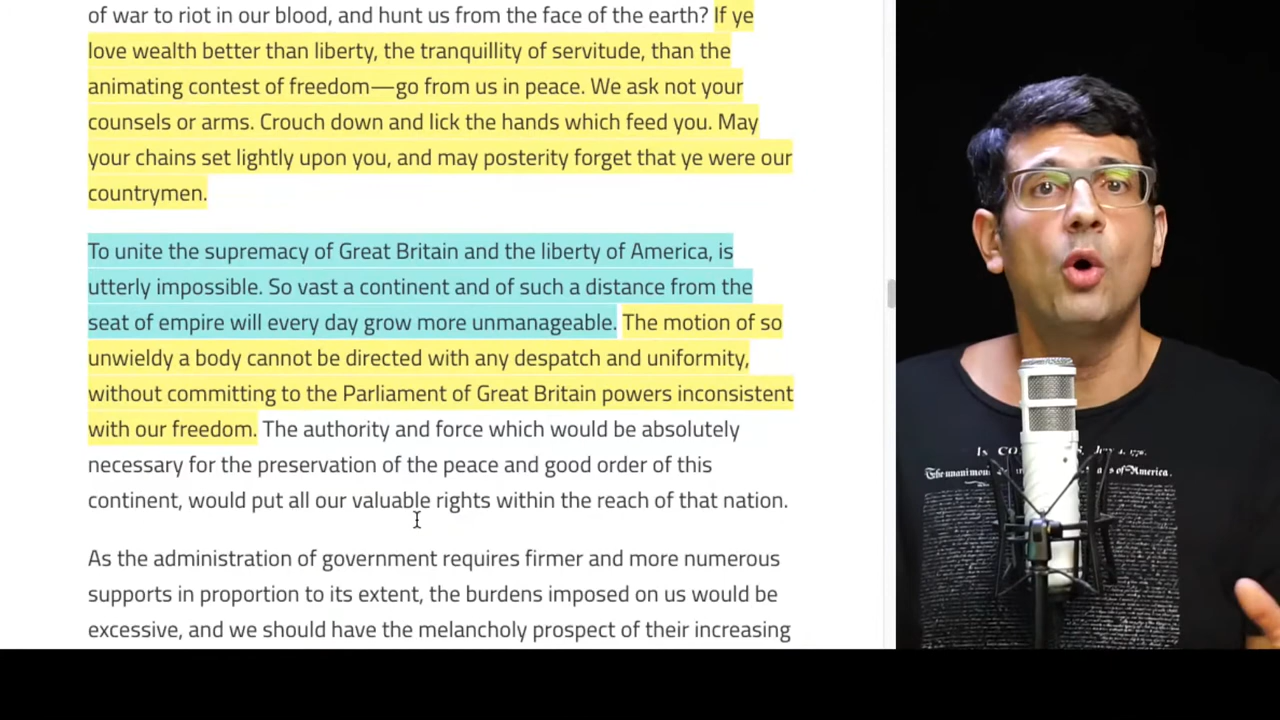 of war to riot in our blood, and hunt us from the face of the earth? If ye
love wealth better than liberty, the tranquillity of servitude, than the
animating contest of freedom—go from us in peace. We ask not your
counsels or arms. Crouch down and lick the hands which feed you. May
your chains set lightly upon you, and may posterity forget that ye were our
countrymen.
To unite the supremacy of Great Britain and the liberty of America, is
utterly impossible. So vast a continent and of such a distance from the
seat of empire will every day grow more unmanageable. The motion of so
unwieldy a body cannot be directed with any despatch and uniformity,
without committing to the Parliament of Great Britain powers inconsistent
with our freedom. The authority and force which would be absolutely
necessary for the preservation of the peace and good order of this
continent, would put all our valuable rights within the reach of that nation.
As the administration of government requires firmer and more numerous
supports in proportion to its extent, the burdens imposed on us would be
excessive, and we should have the melancholy prospect of their increasing
The unanimous
of America.